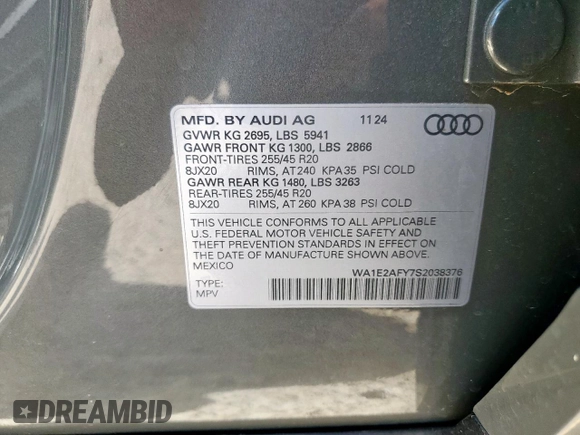 MFD. BY AUDI AG 11 24
GVWR KG 2695, LBS 5941
GAWR FRONT KG 1300, LBS 2866
FRONT-TIRES 255/45 R20
8JX20 RIMS, AT 240 KPA 35 PSI COLD
GAWR REAR KG 1480, LBS 3263
REAR-TIRES 255/45 R20
8JX20 RIMS, AT 260 KPA 38 PSI COLD
THIS VEHICLE CONFORMS TO ALL APPLICABLE
U.S. FEDERAL MOTOR VEHICLE SAFETY AND
THEFT PREVENTION STANDARDS IN EFFECT ON
THE DATE OF MANUFACTURE SHOWN ABOVE.
MEXICO
WA1E2AFY7S2038376
TYPE:
MPV
DREAMBID